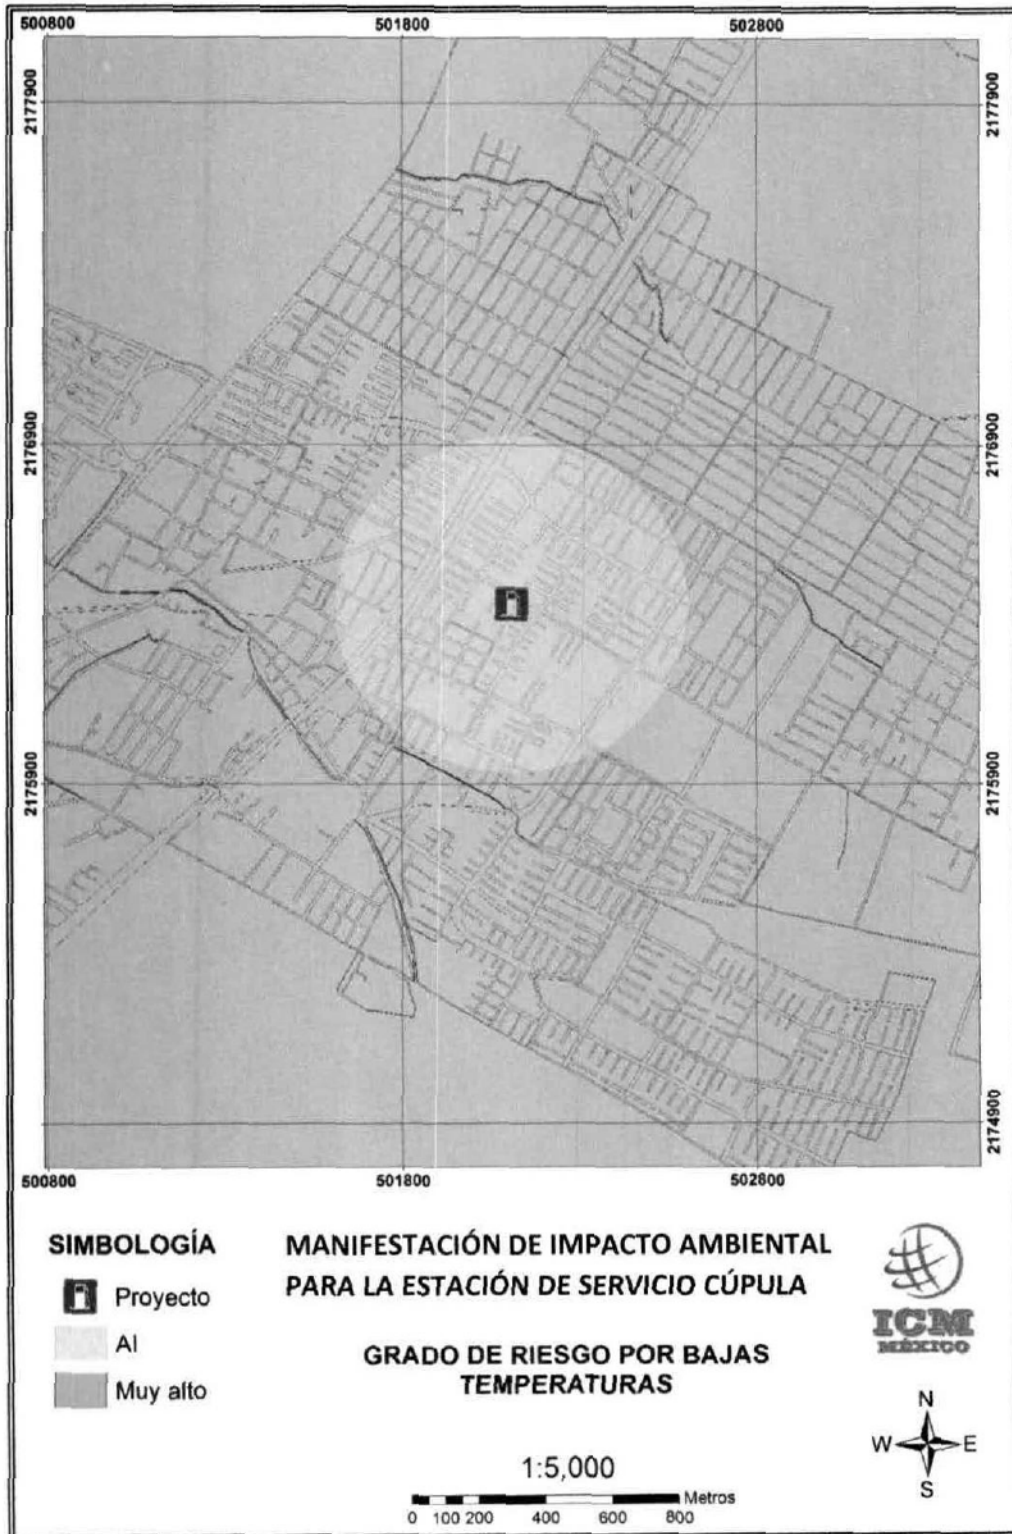 500800
501800
502800
2177900
2177900
2176900
2176900
2175900
2175900
2174900
500800
501800
502800
SIMBOLOGÍA
Proyecto
AI
Muy alto
MANIFESTACIÓN DE IMPACTO AMBIENTAL
PARA LA ESTACIÓN DE SERVICIO CÚPULA
GRADO DE RIESGO POR BAJAS
TEMPERATURAS
1:5,000
Metros
0 100 200 400 600 800
ICM
MÉXICO
N
W E
S